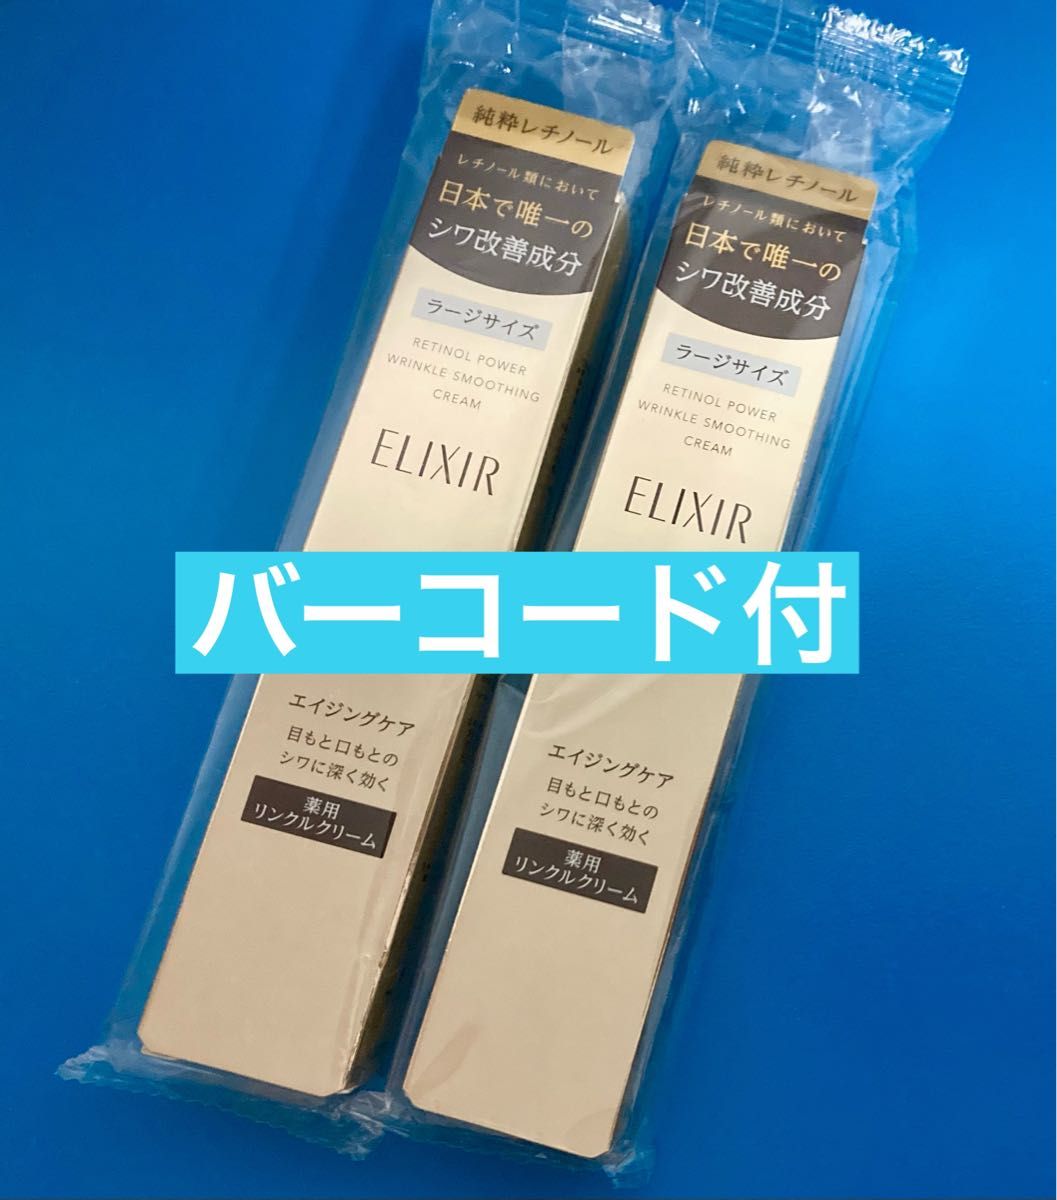 純粋レチノール
レチノール類において
日本で唯一の
シワ改善成分
ラージサイズ
RETINOL POWER
WRINKLE SMOOTHING
CREAM
ELIXIR
純粋レチノール
レチノール類において
日本で唯一の
シワ改善成分
ラージサイズ
RETINOL POWER
WRINKLE SMOOTHING
CREAM
ELIXIR
バーコード付
エイジングケア
目もと口もとの
シワに深く効く
薬用
リンクルクリーム
エイジングケア
目もと口もとの
シワに深く効く
薬用
リンクルクリーム